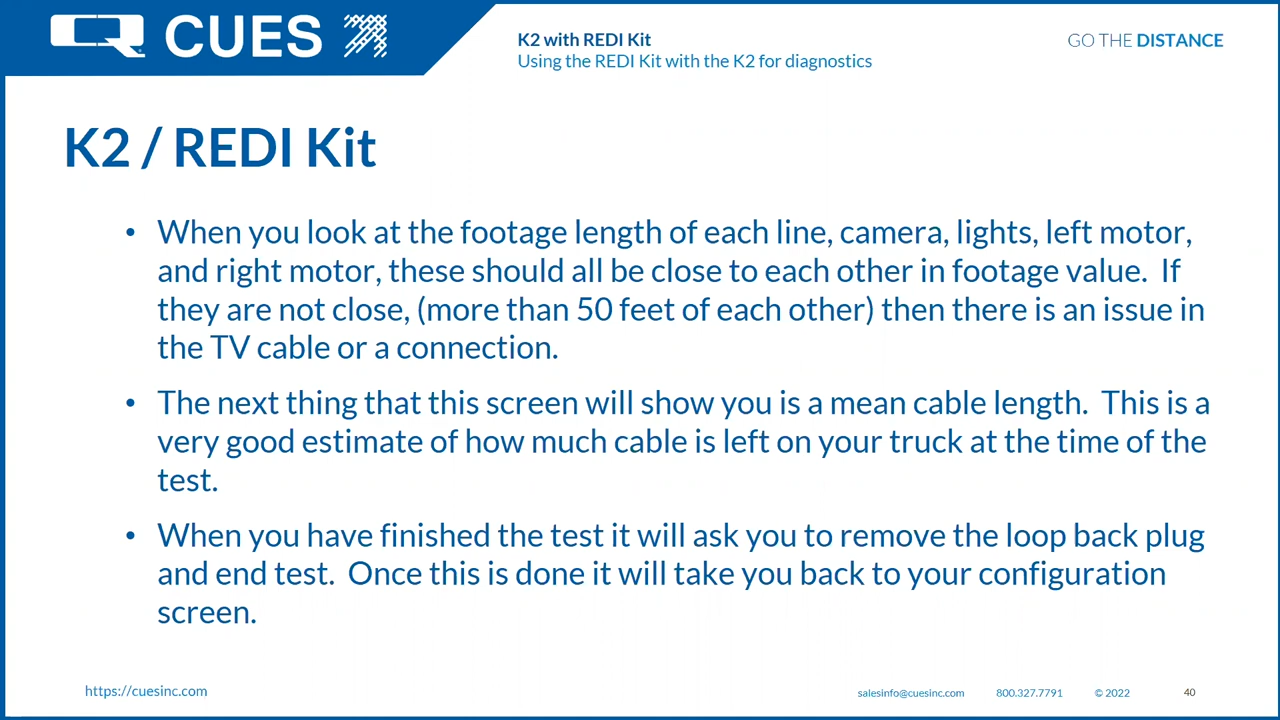 CUES
K2 with REDI Kit
Using the REDI Kit with the K2 for diagnostics
GO THE DISTANCE
K2 / REDI Kit
• When you look at the footage length of each line, camera, lights, left motor,
and right motor, these should all be close to each other in footage value.  If
they are not close, (more than 50 feet of each other) then there is an issue in
the TV cable or a connection.
• The next thing that this screen will show you is a mean cable length.  This is a
very good estimate of how much cable is left on your truck at the time of the
test.
• When you have finished the test it will ask you to remove the loop back plug
and end test.  Once this is done it will take you back to your configuration
screen.
https://cuesinc.com
salesinfo@cuesinc.com
800.327.7791
© 2022
40